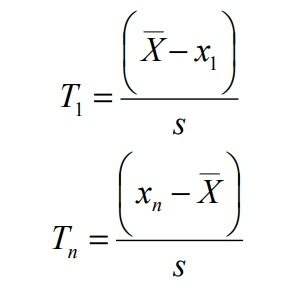 T₁ = (X̅ − x₁) / s
Tₙ = (xₙ − X̅) / s